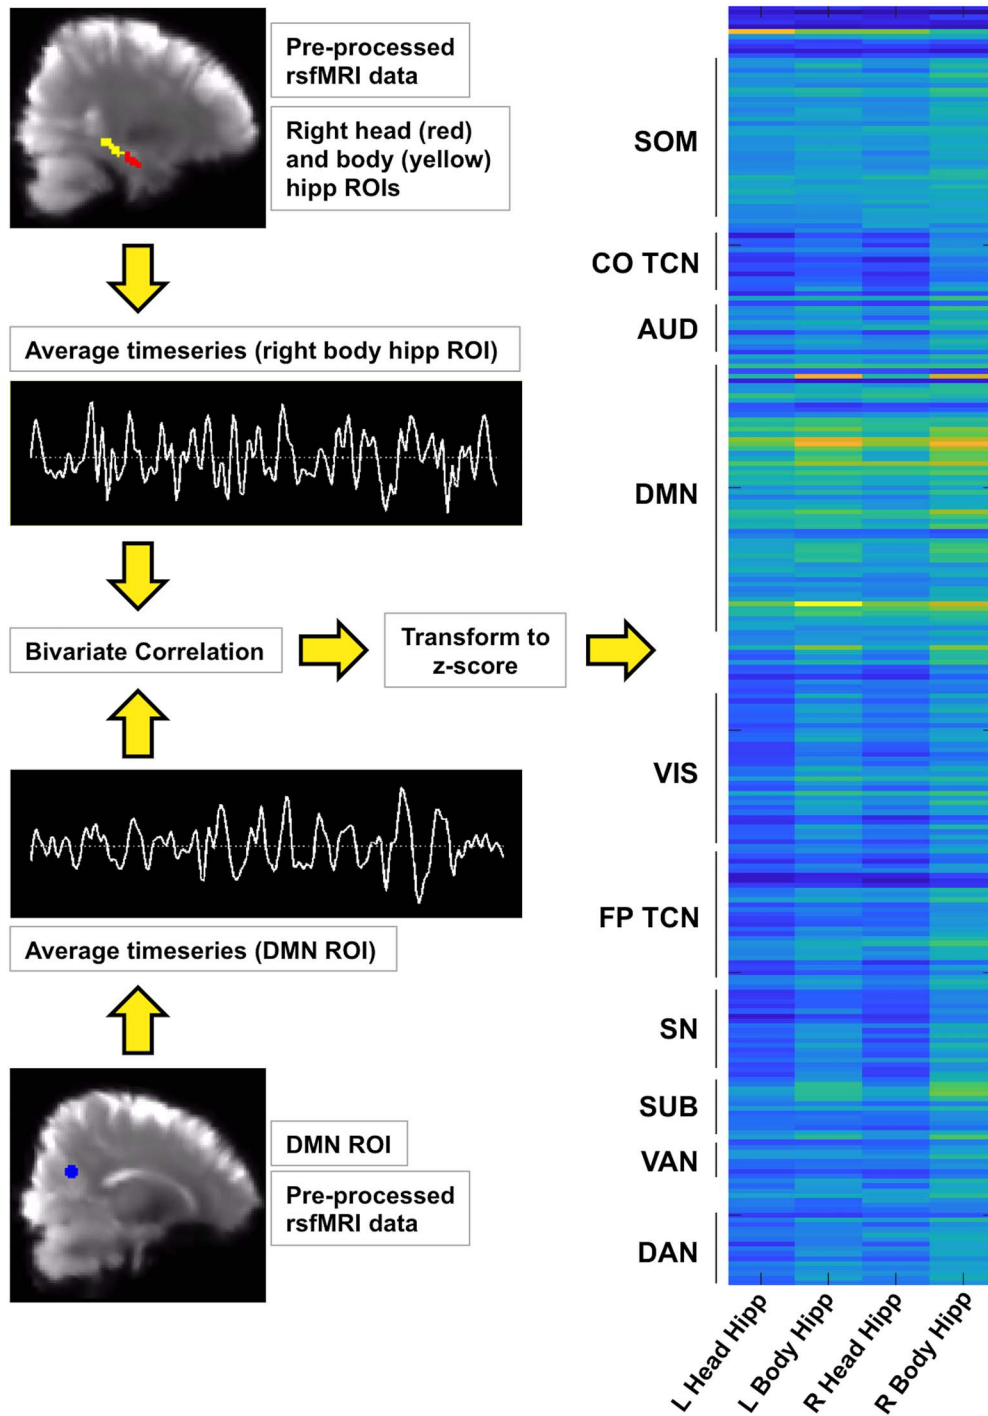 Pre-processed
rsfMRI data
Right head (red)
and body (yellow)
hipp ROIs
Average timeseries (right body hipp ROI)
Bivariate Correlation
Transform to
z-score
Average timeseries (DMN ROI)
DMN ROI
Pre-processed
rsfMRI data
SOM
CO TCN
AUD
DMN
VIS
FP TCN
SN
SUB
VAN
DAN
L Head Hipp
L Body Hipp
R Head Hipp
R Body Hipp